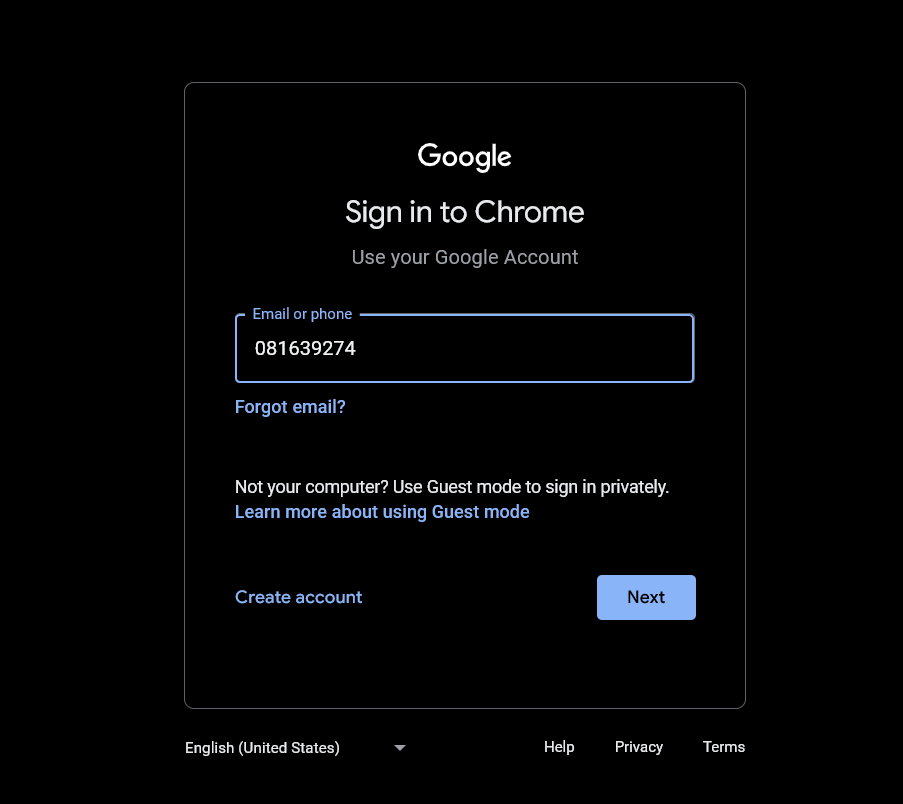 Google
Sign in to Chrome
Use your Google Account
Email or phone
081639274
Forgot email?
Not your computer? Use Guest mode to sign in privately.
Learn more about using Guest mode
Create account
Next
English (United States)
Help
Privacy
Terms